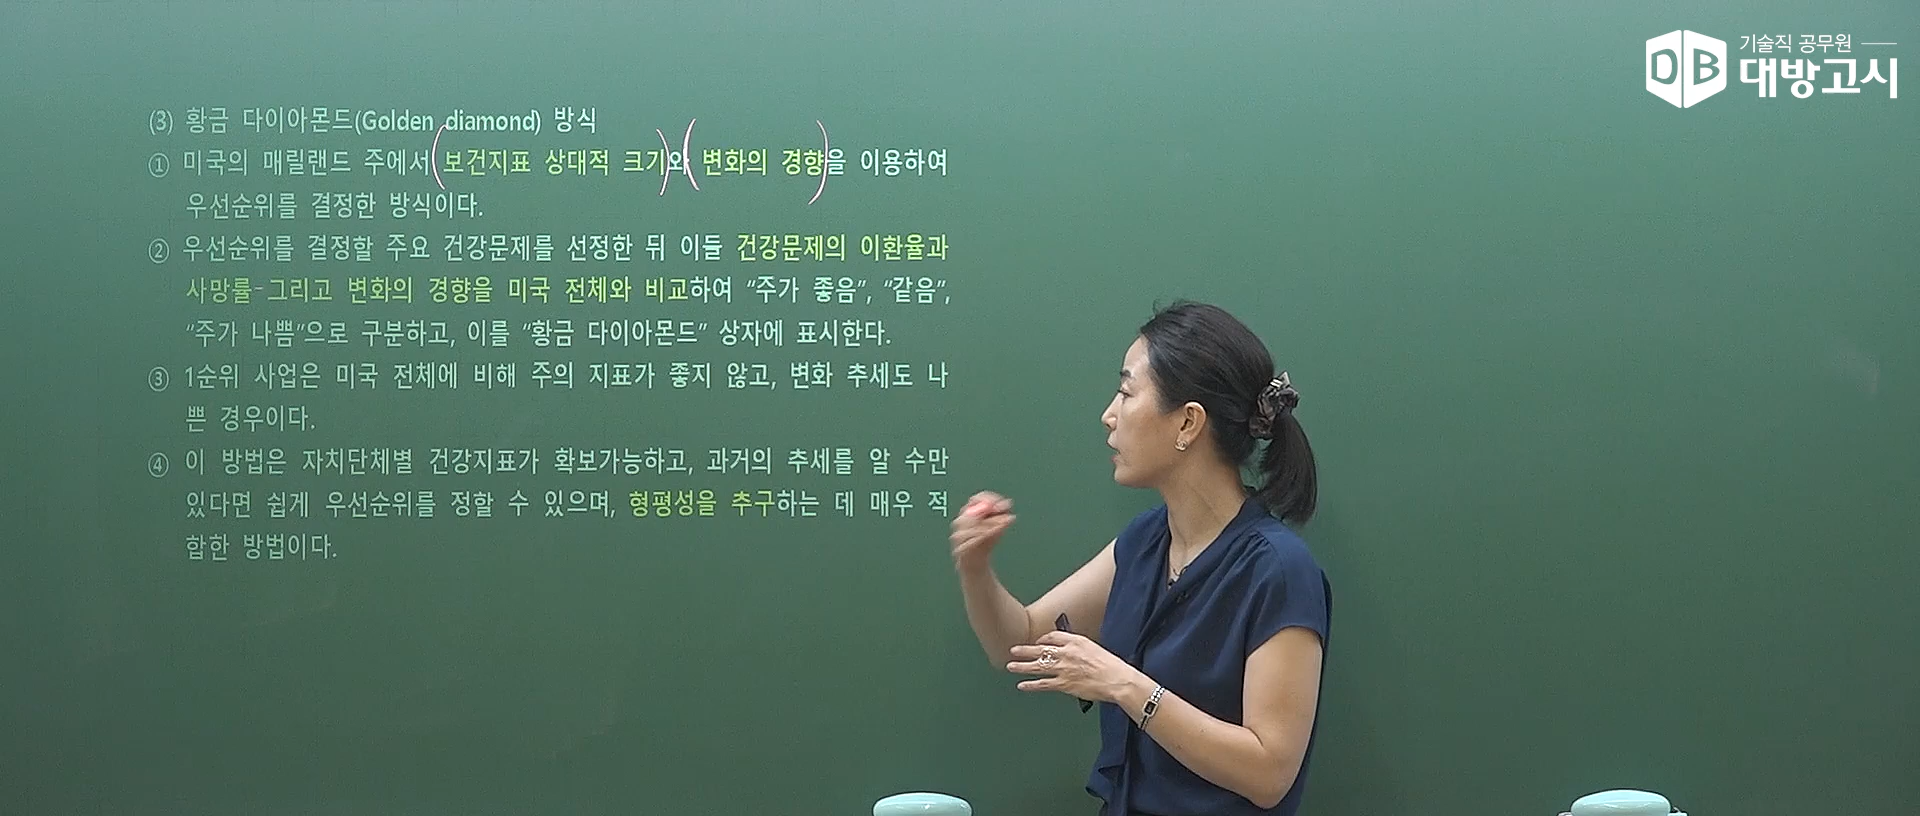 기술직 공무원
DB 대방고시
(3) 황금 다이아몬드(Golden diamond) 방식
① 미국의 매릴랜드 주에서 보건지표 상대적 크기와 변화의 경향을 이용하여
우선순위를 결정한 방식이다.
② 우선순위를 결정할 주요 건강문제를 선정한 뒤 이들 건강문제의 이환율과
사망률-그리고 변화의 경향을 미국 전체와 비교하여 “주가 좋음”, “같음”,
“주가 나쁨”으로 구분하고, 이를 “황금 다이아몬드” 상자에 표시한다.
③ 1순위 사업은 미국 전체에 비해 주의 지표가 좋지 않고, 변화 추세도 나
쁜 경우이다.
④ 이 방법은 자치단체별 건강지표가 확보가능하고, 과거의 추세를 알 수만
있다면 쉽게 우선순위를 정할 수 있으며, 형평성을 추구하는 데 매우 적
합한 방법이다.